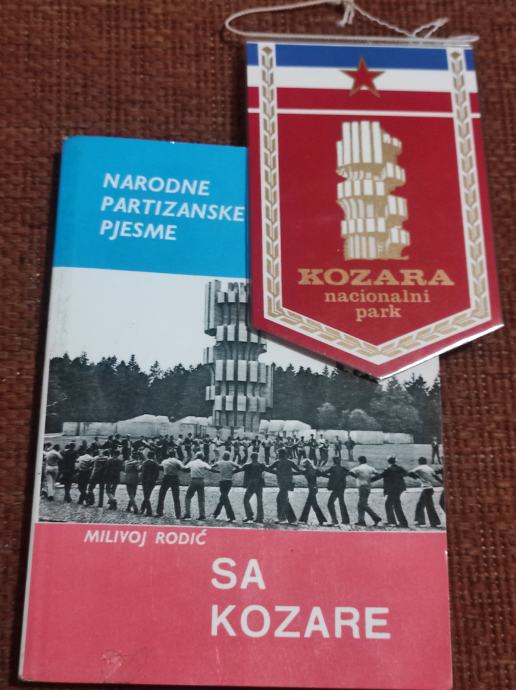 NARODNE
PARTIZANSKE
PJESME
KOZARA
nacionalni
park
MILIVOJ RODIĆ
SA
KOZARE